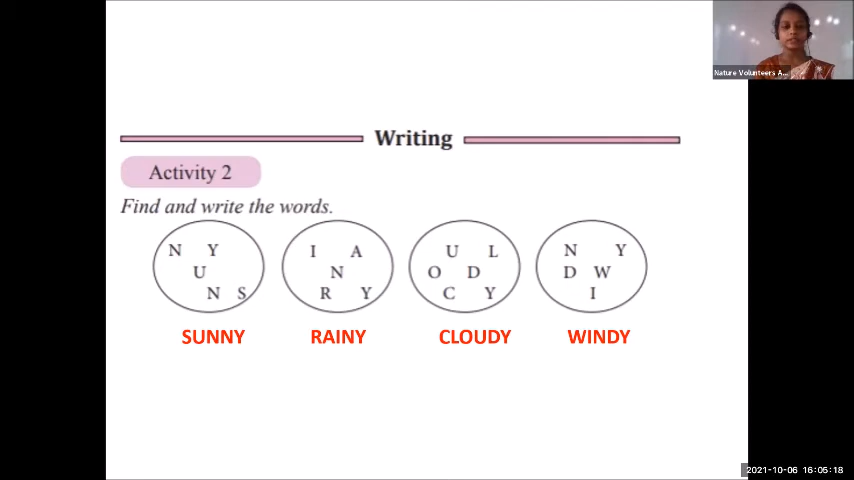 Nature Volunteers A...
Writing
Activity 2
Find and write the words.
N Y I A U L N Y
U N O D D W
N S R Y C Y I
SUNNY RAINY CLOUDY WINDY
2021-10-06 16:05:18